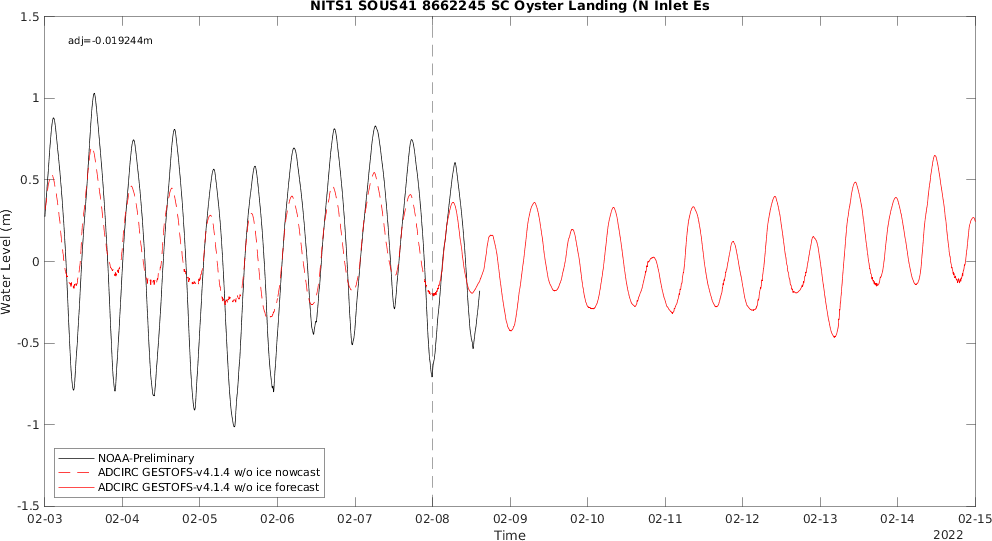 NITS1 SOUS41 8662245 SC Oyster Landing (N Inlet Es
adj=-0.019244m
1.5
1
0.5
0
-0.5
-1
-1.5
Water Level (m)
NOAA-Preliminary
ADCIRC GESTOFS-v4.1.4 w/o ice nowcast
ADCIRC GESTOFS-v4.1.4 w/o ice forecast
02-03 02-04 02-05 02-06 02-07 02-08 02-09 02-10 02-11 02-12 02-13 02-14 02-15
Time
2022